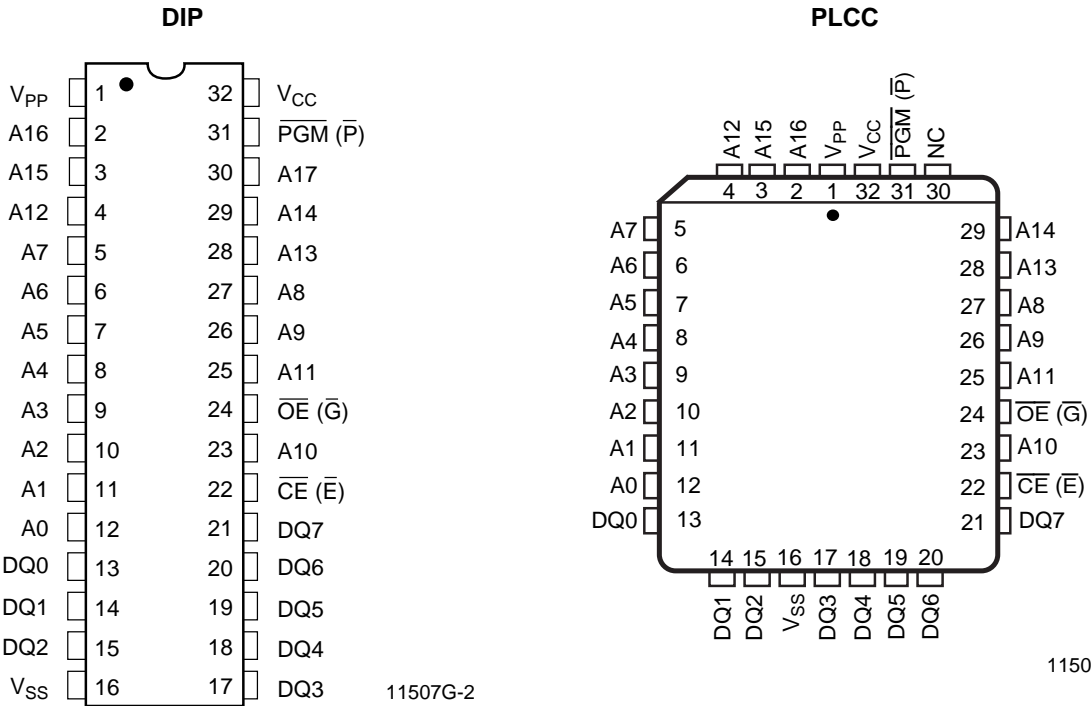 DIP
VPP 1 32 VCC
A16 2 31 PGM (P)
A15 3 30 A17
A12 4 29 A14
A7 5 28 A13
A6 6 27 A8
A5 7 26 A9
A4 8 25 A11
A3 9 24 OE (G)
A2 10 23 A10
A1 11 22 CE (E)
A0 12 21 DQ7
DQ0 13 20 DQ6
DQ1 14 19 DQ5
DQ2 15 18 DQ4
VSS 16 17 DQ3
11507G-2
PLCC
A12 A15 A16 VPP VCC PGM (P) NC
4 3 2 1 32 31 30
A7 5 29 A14
A6 6 28 A13
A5 7 27 A8
A4 8 26 A9
A3 9 25 A11
A2 10 24 OE (G)
A1 11 23 A10
A0 12 22 CE (E)
DQ0 13 21 DQ7
14 15 16 17 18 19 20
DQ1 DQ2 VSS DQ3 DQ4 DQ5 DQ6
1150